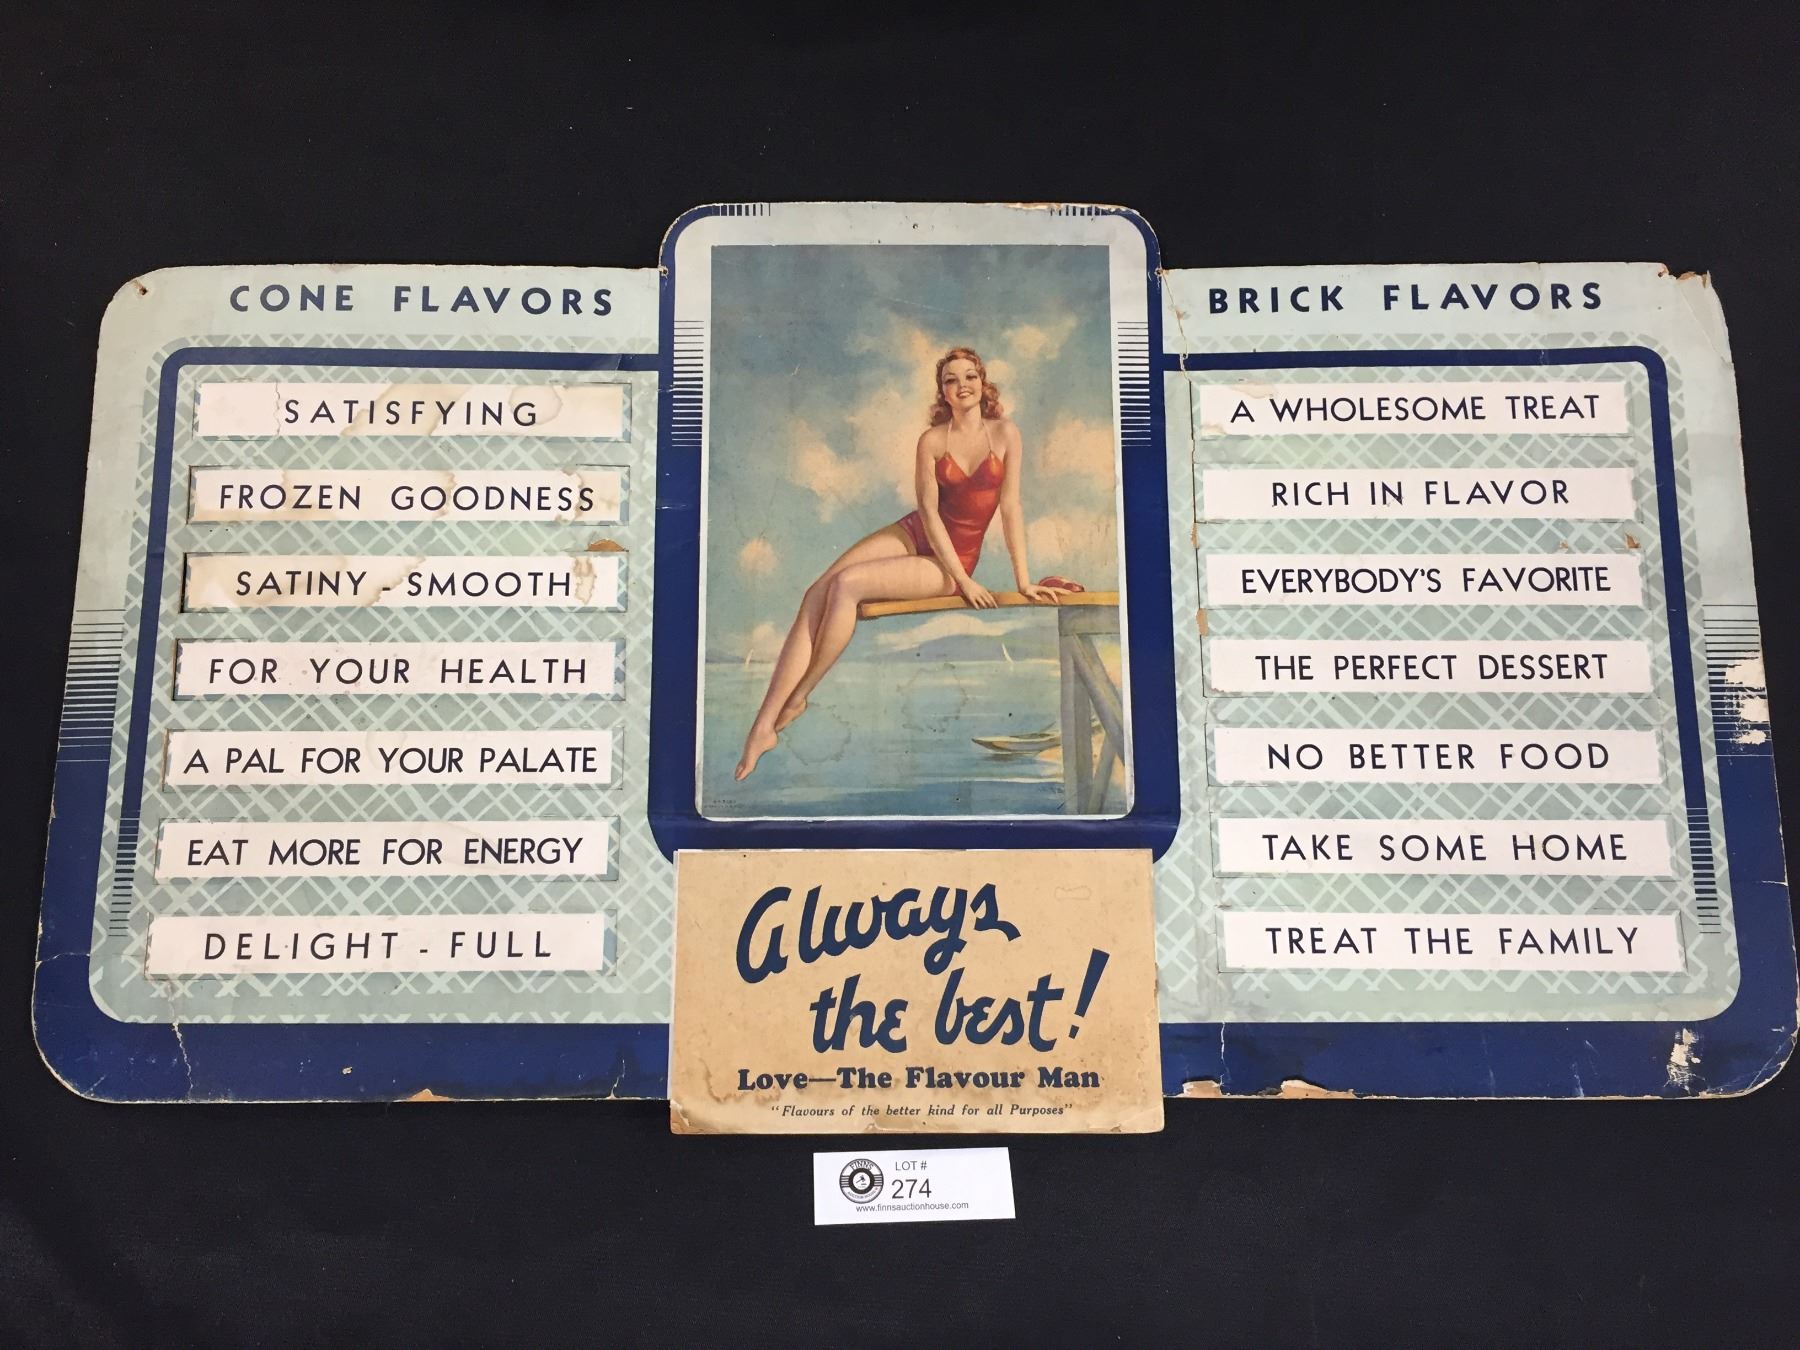 CONE FLAVORS
SATISFYING
FROZEN GOODNESS
SATINY - SMOOTH
FOR YOUR HEALTH
A PAL FOR YOUR PALATE
EAT MORE FOR ENERGY
DELIGHT - FULL
BRICK FLAVORS
A WHOLESOME TREAT
RICH IN FLAVOR
EVERYBODY'S FAVORITE
THE PERFECT DESSERT
NO BETTER FOOD
TAKE SOME HOME
TREAT THE FAMILY
Always
the best!
Love—The Flavour Man
"Flavours of the better kind for all Purposes"
FINN'S
LOT #
274
www.finnsauctionhouse.com